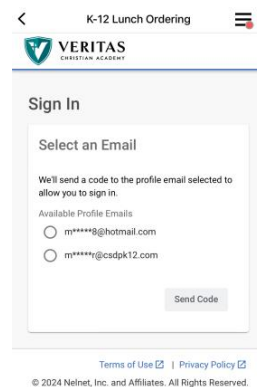 K-12 Lunch Ordering
VERITAS
CHRISTIAN ACADEMY
Sign In
Select an Email
We'll send a code to the profile email selected to
allow you to sign in.
Available Profile Emails
m*****8@hotmail.com
m*****r@csdpk12.com
Send Code
Terms of Use | Privacy Policy
© 2024 Nelnet, Inc. and Affiliates. All Rights Reserved.